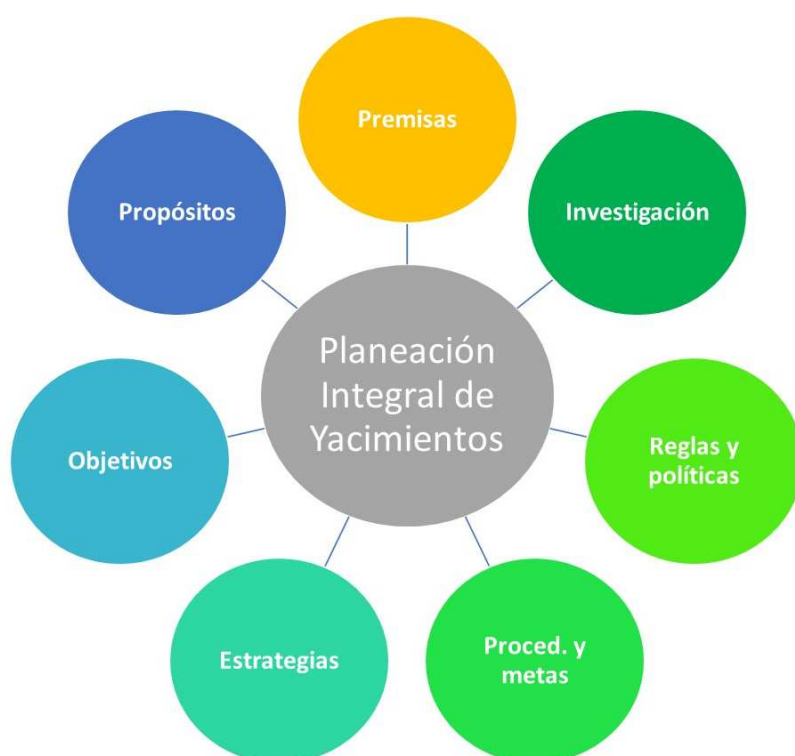 Premisas
Propósitos
Investigación
Planeación
Integral de
Yacimientos
Objetivos
Reglas y
políticas
Estrategias
Proced. y
metas